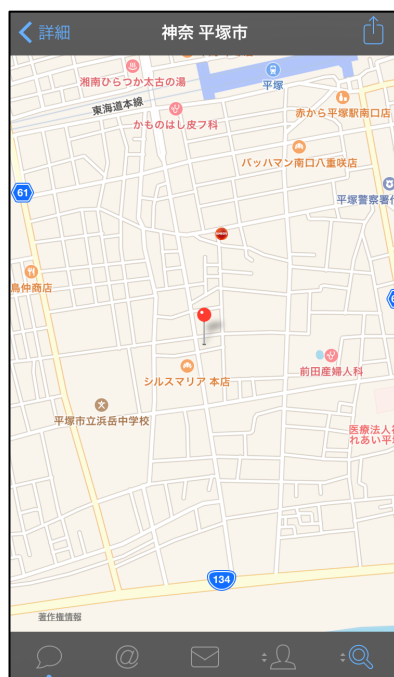 詳細
神奈 平塚市
湘南ひらつか太古の湯
平塚
東海道本線
赤から平塚駅南口店
かものはし皮フ科
バッハマン南口八重咲店
61
平塚警察署
鳥仲商店
シルスマリア 本店
前田産婦人科
平塚市立浜岳中学校
医療法人
れあい平
134
著作権情報